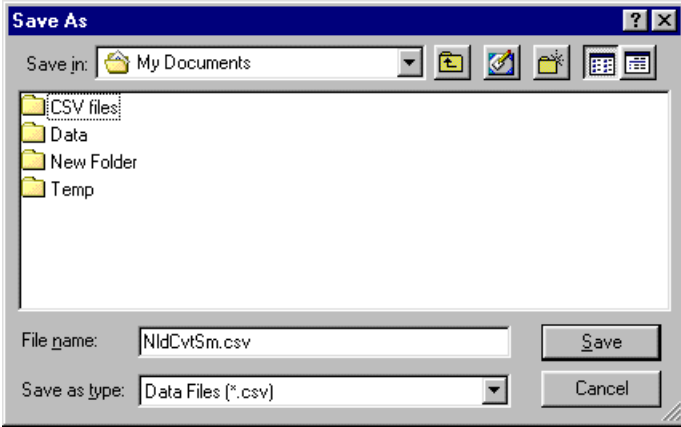 Save As
Save in: My Documents
CSV files
Data
New Folder
Temp
File name: NldCvtSm.csv Save
Save as type: Data Files (*.csv) Cancel